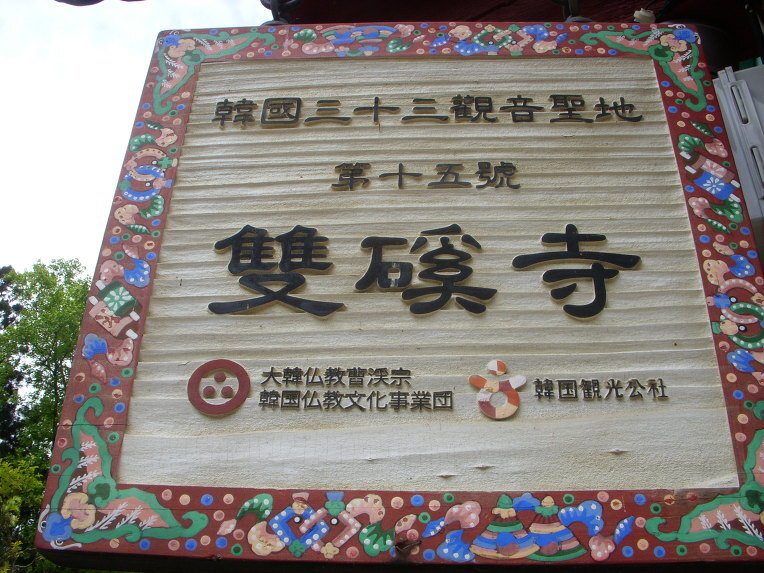 韓國三十三觀音聖地
第十五號
雙磎寺
大韓仏教曹渓宗
韓国仏教文化事業団
韓国観光公社